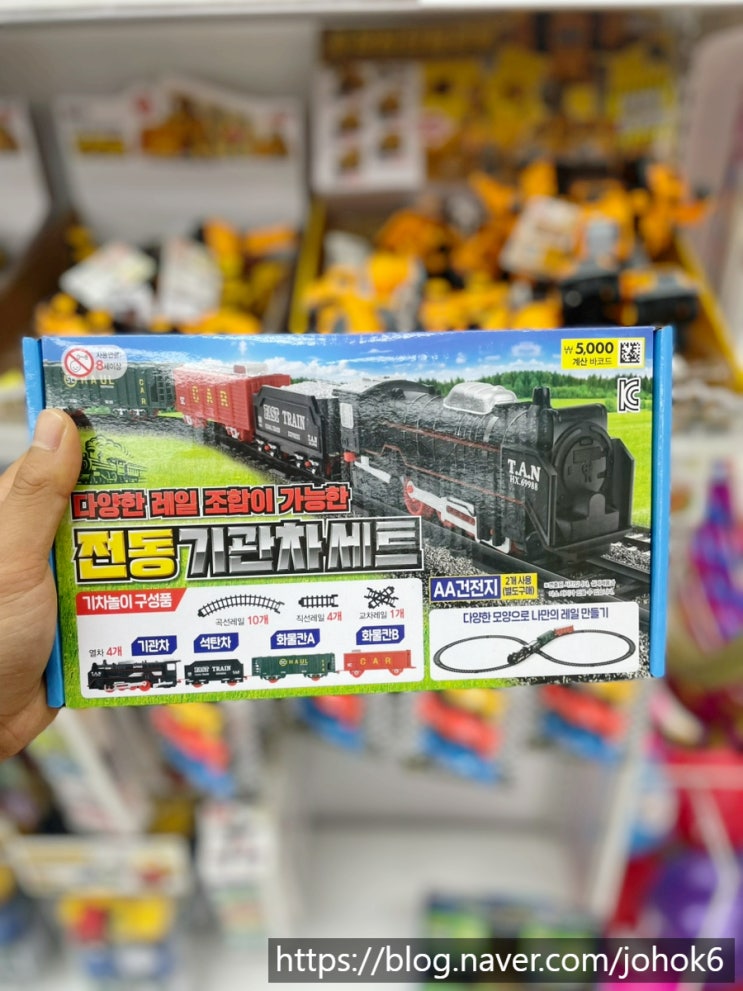 사용연령
8세이상
₩5,000
계산 바코드
HAUL
CAR
CAR
TRAIN
T.A.N
HX.69988
다양한 레일 조합이 가능한
전동 기관차 세트
AA건전지
2개 사용
(별도구매)
기차놀이 구성품
곡선레일 10개
직선레일 4개
교차레일 1개
다양한 모양으로 나만의 레일 만들기
열차 4개
기관차
석탄차
화물칸A
화물칸B
TRAIN
HAUL
CAR
https://blog.naver.com/johok6